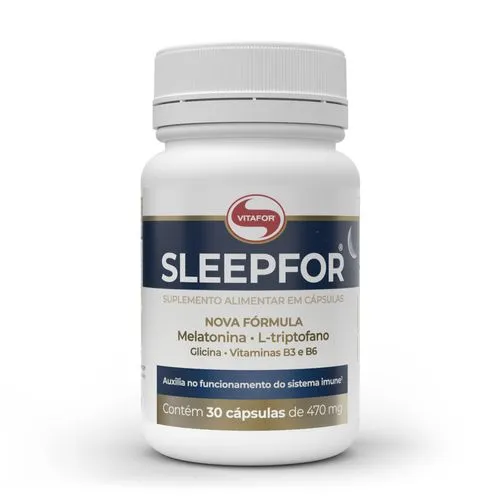 VITAFOR®
SLEEPFOR®
SUPLEMENTO ALIMENTAR EM CÁPSULAS
NOVA FÓRMULA
Melatonina • L-triptofano
Glicina • Vitaminas B3 e B6
Auxilia no funcionamento do sistema imune¹
Contém 30 cápsulas de 470 mg